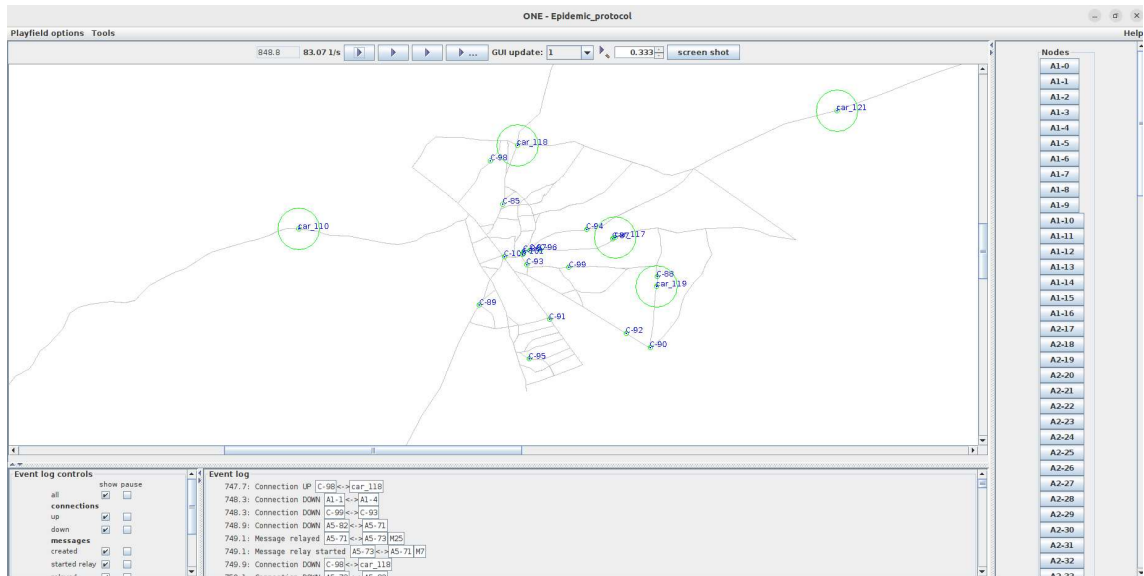 ONE - Epidemic_protocol
Playfield options Tools
Help
848.8 83.07 1/s ... GUI update: 1 0.333 screen shot
car_121
car_118
C-98
C-85
car_110
C-94
car_117
C-93
C-99
C-88
car_119
C-89
C-91
C-92
C-90
C-95
Nodes
A1-0
A1-1
A1-2
A1-3
A1-4
A1-5
A1-6
A1-7
A1-8
A1-9
A1-10
A1-11
A1-12
A1-13
A1-14
A1-15
A1-16
A2-17
A2-18
A2-19
A2-20
A2-21
A2-22
A2-23
A2-24
A2-25
A2-26
A2-27
A2-28
A2-29
A2-30
A2-31
A2-32
Event log controls
show pause
all
connections
up
down
messages
created
started relay
Event log
747.7: Connection UP C-98<->car_118
748.3: Connection DOWN A1-1<->A1-4
748.3: Connection DOWN C-99<->C-93
748.9: Connection DOWN A5-82<->A5-71
749.1: Message relayed A5-71<->A5-73 M25
749.1: Message relay started A5-73<->A5-71 M7
749.9: Connection DOWN C-98<->car_118